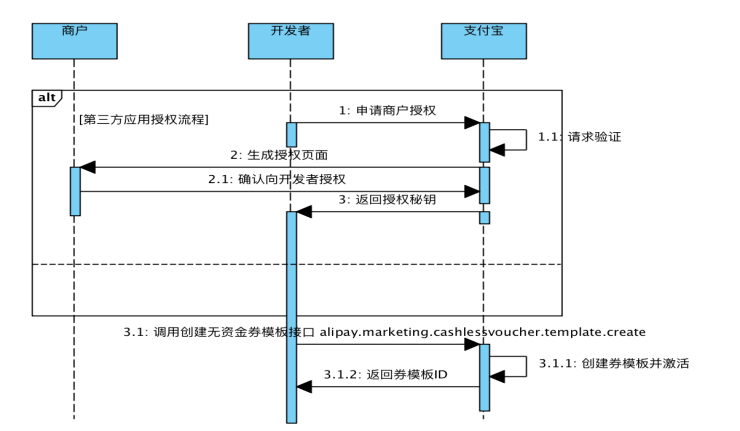 商户
开发者
支付宝
alt
[第三方应用授权流程]
1: 申请商户授权
1.1: 请求验证
2: 生成授权页面
2.1: 确认向开发者授权
3: 返回授权秘钥
3.1: 调用创建无资金券模板接口 alipay.marketing.cashlessvoucher.template.create
3.1.1: 创建券模板并激活
3.1.2: 返回券模板ID